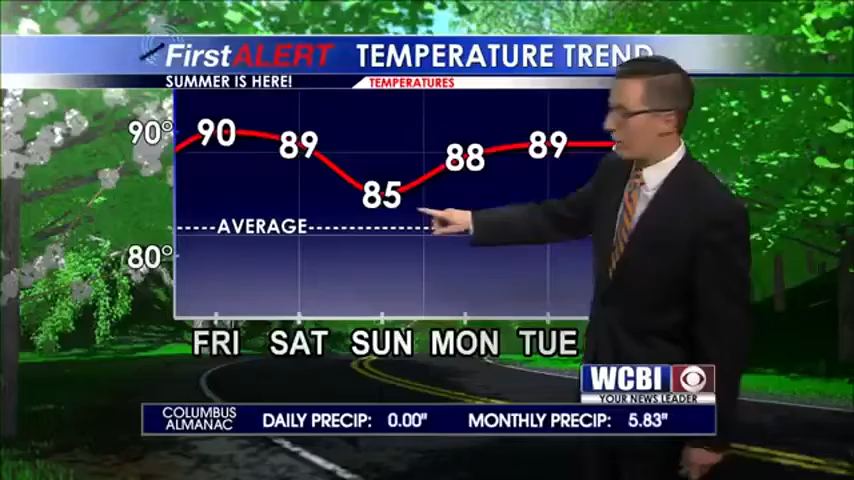 FirstALERT TEMPERATURE TREND
SUMMER IS HERE!
TEMPERATURES
90°
90
89
85
88
89
AVERAGE
80°
FRI SAT SUN MON TUE
WCBI
YOUR NEWS LEADER
COLUMBUS
ALMANAC
DAILY PRECIP: 0.00" MONTHLY PRECIP: 5.83"